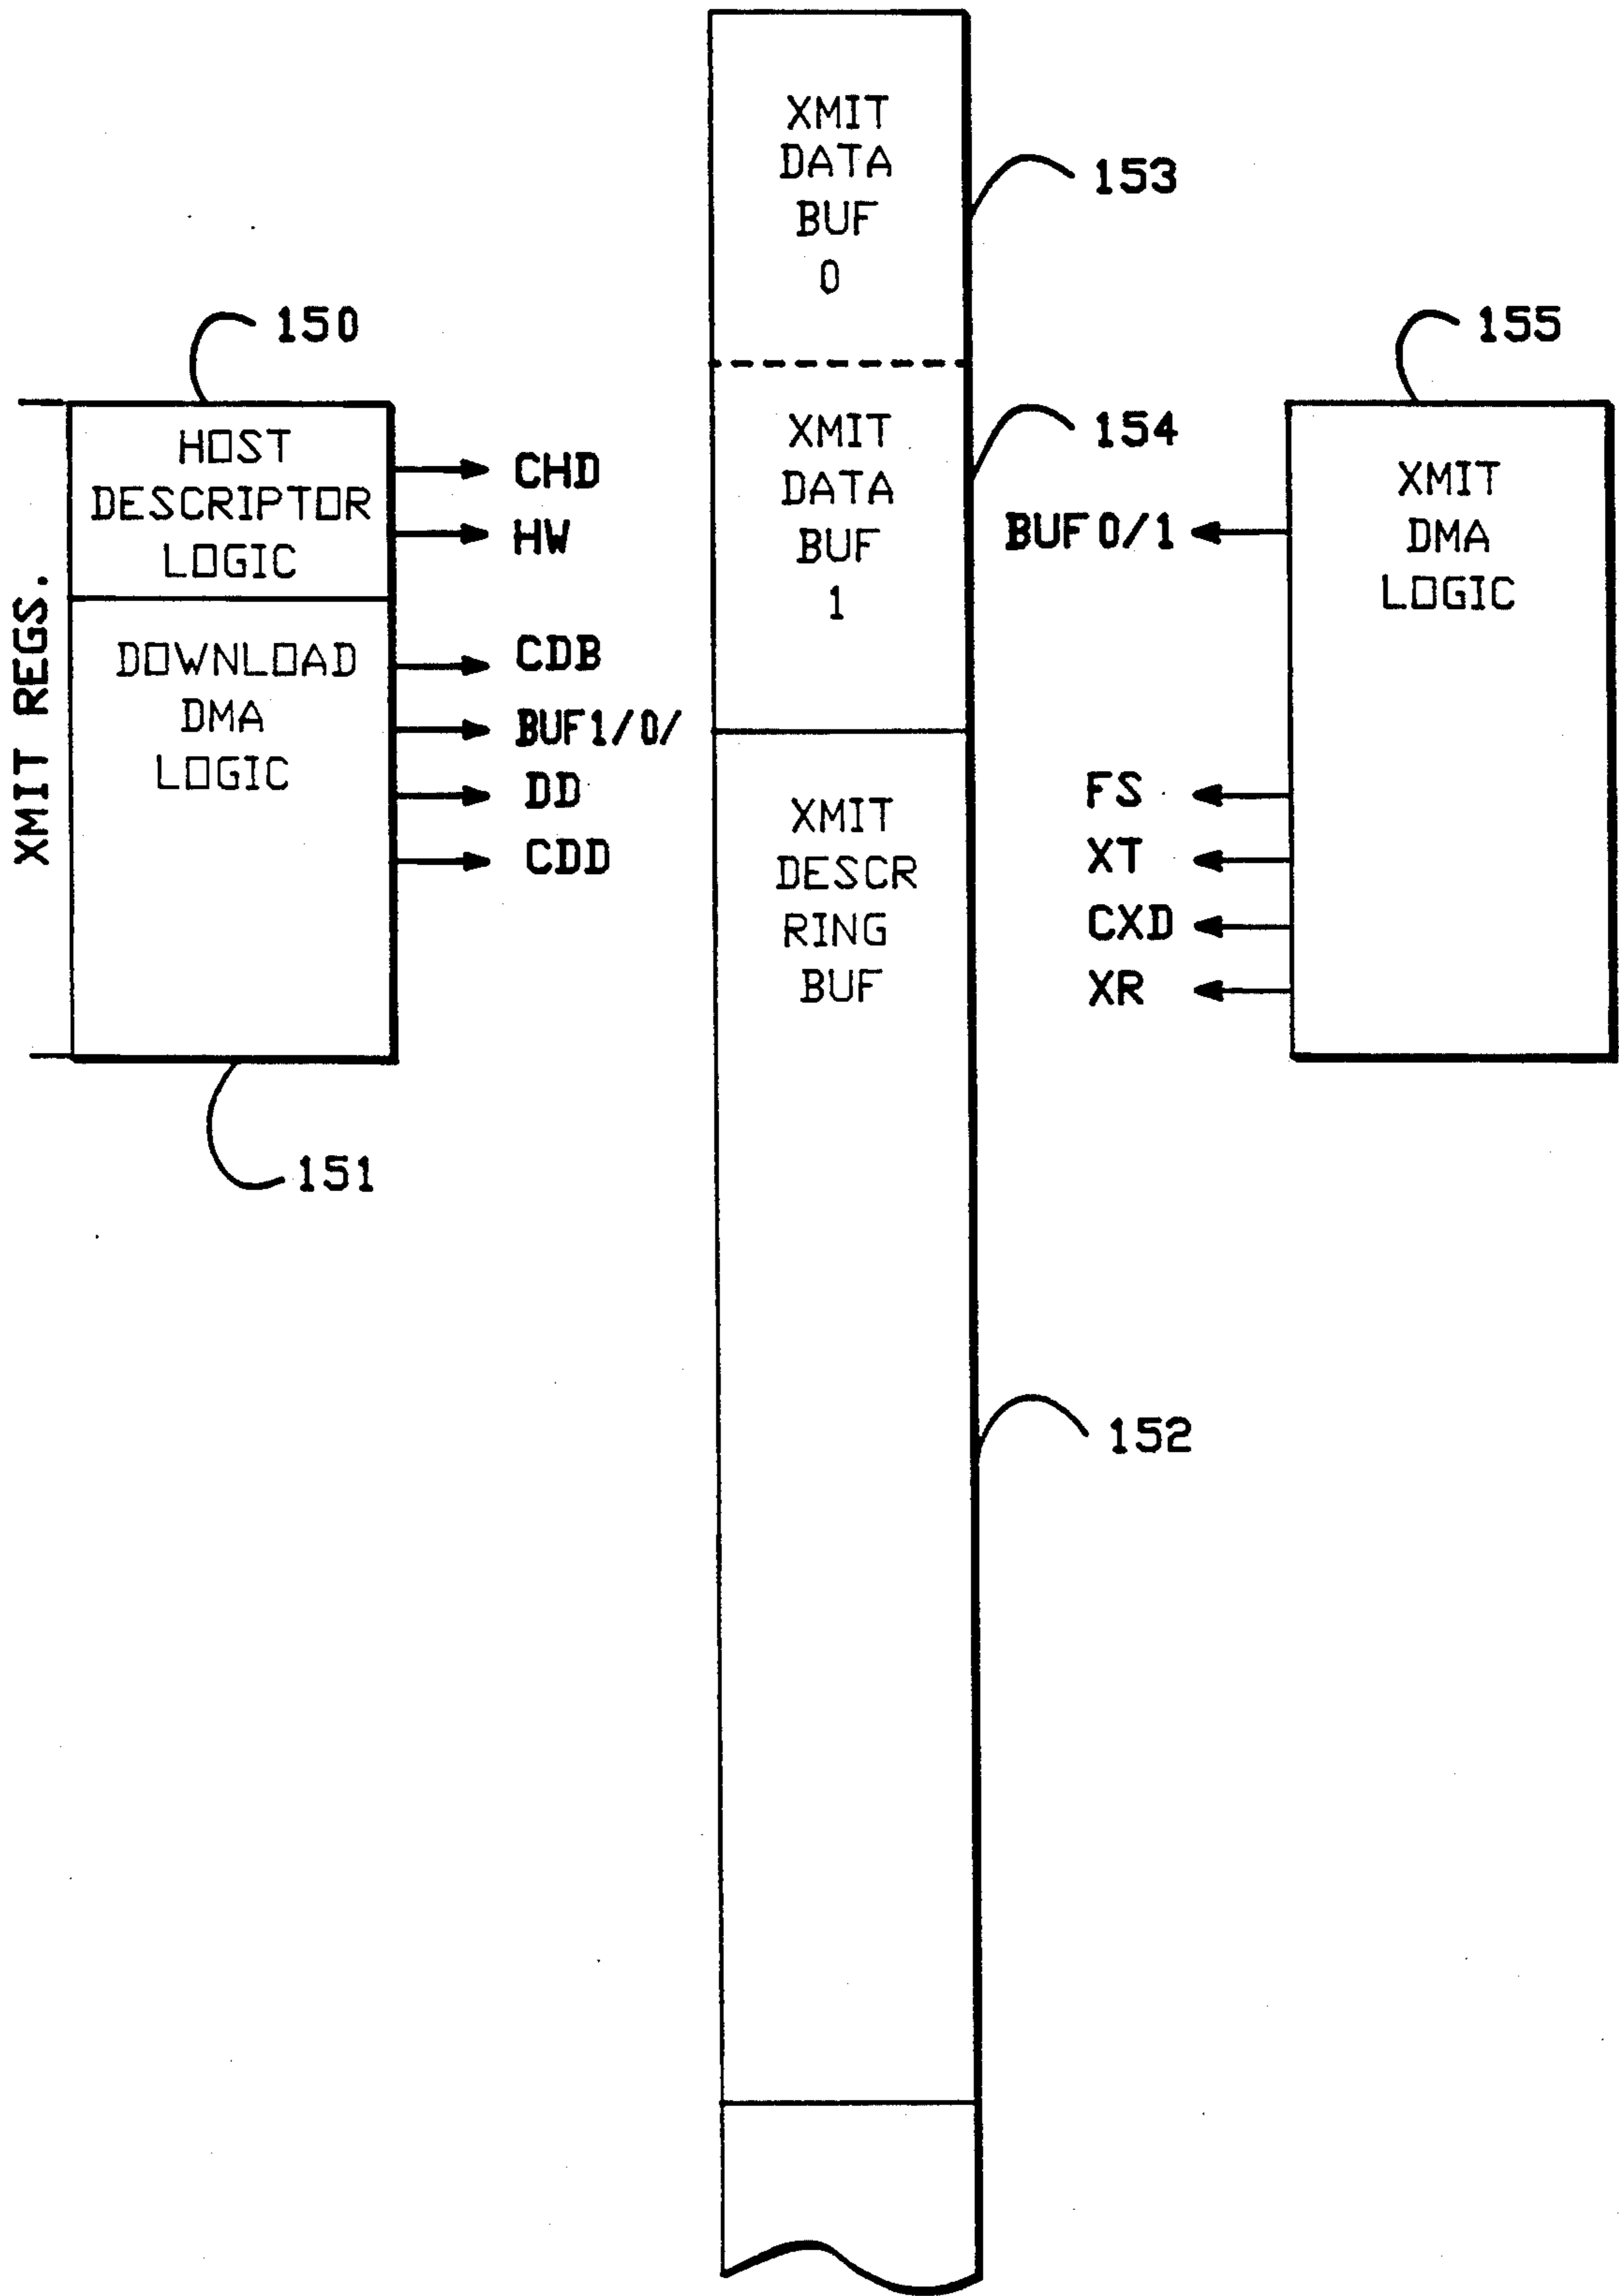 XMIT
DATA
BUF
0
153
150
155
XMIT REGS.
HOST
DESCRIPTOR
LOGIC
CHD
HW
XMIT
DATA
BUF
1
154
BUF 0/1
XMIT
DMA
LOGIC
DOWNLOAD
DMA
LOGIC
CDB
BUF1/0/
DD
CDD
XMIT
DESCR
RING
BUF
FS
XT
CXD
XR
151
152